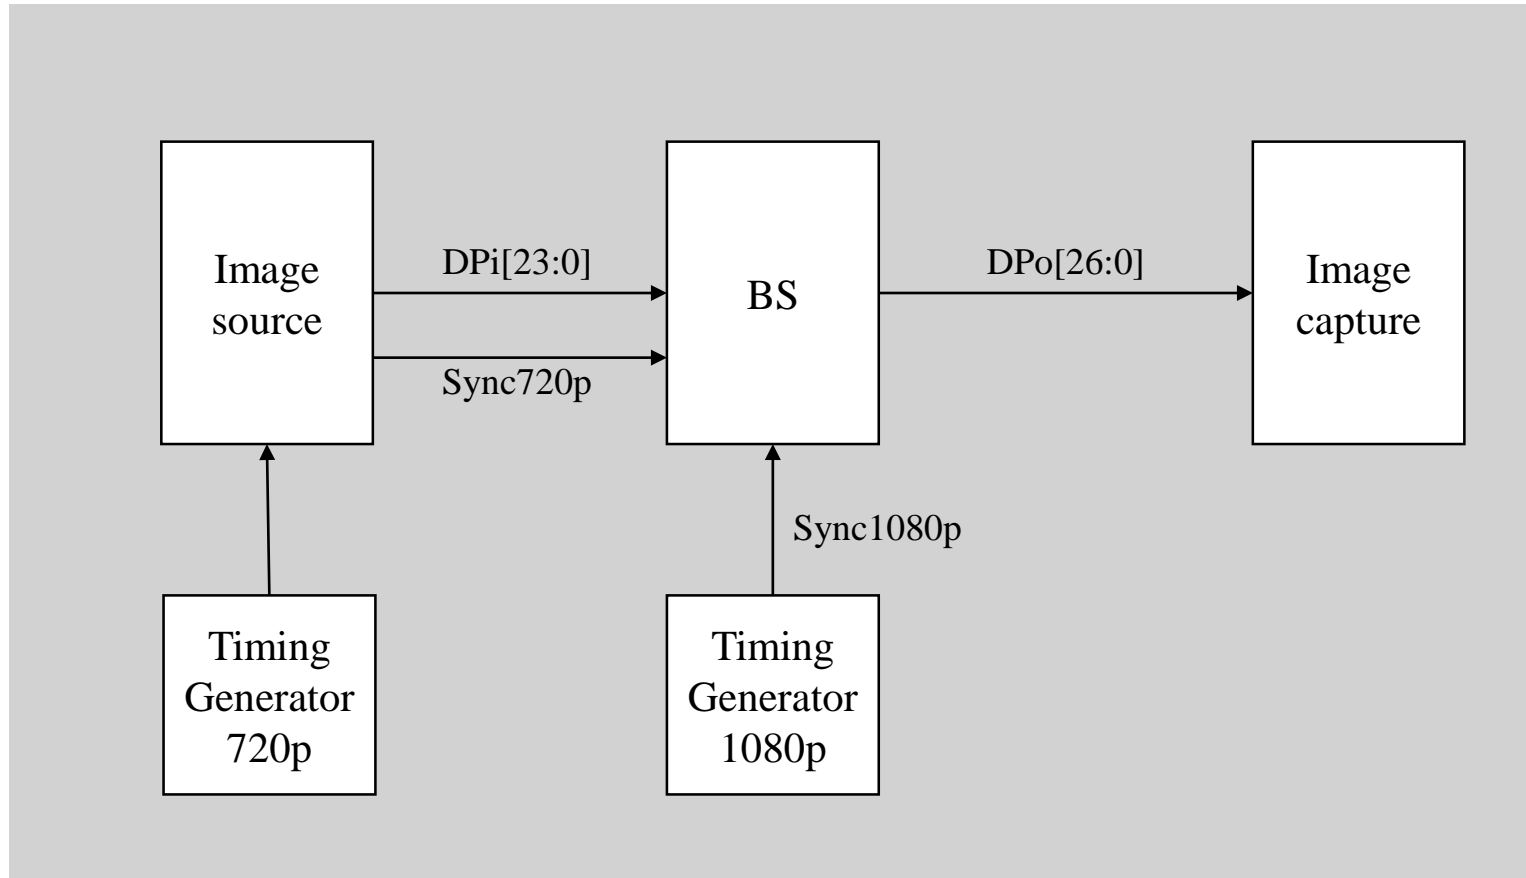 Image
source
DPi[23:0]
Sync720p
BS
DPo[26:0]
Image
capture
Sync1080p
Timing
Generator
720p
Timing
Generator
1080p